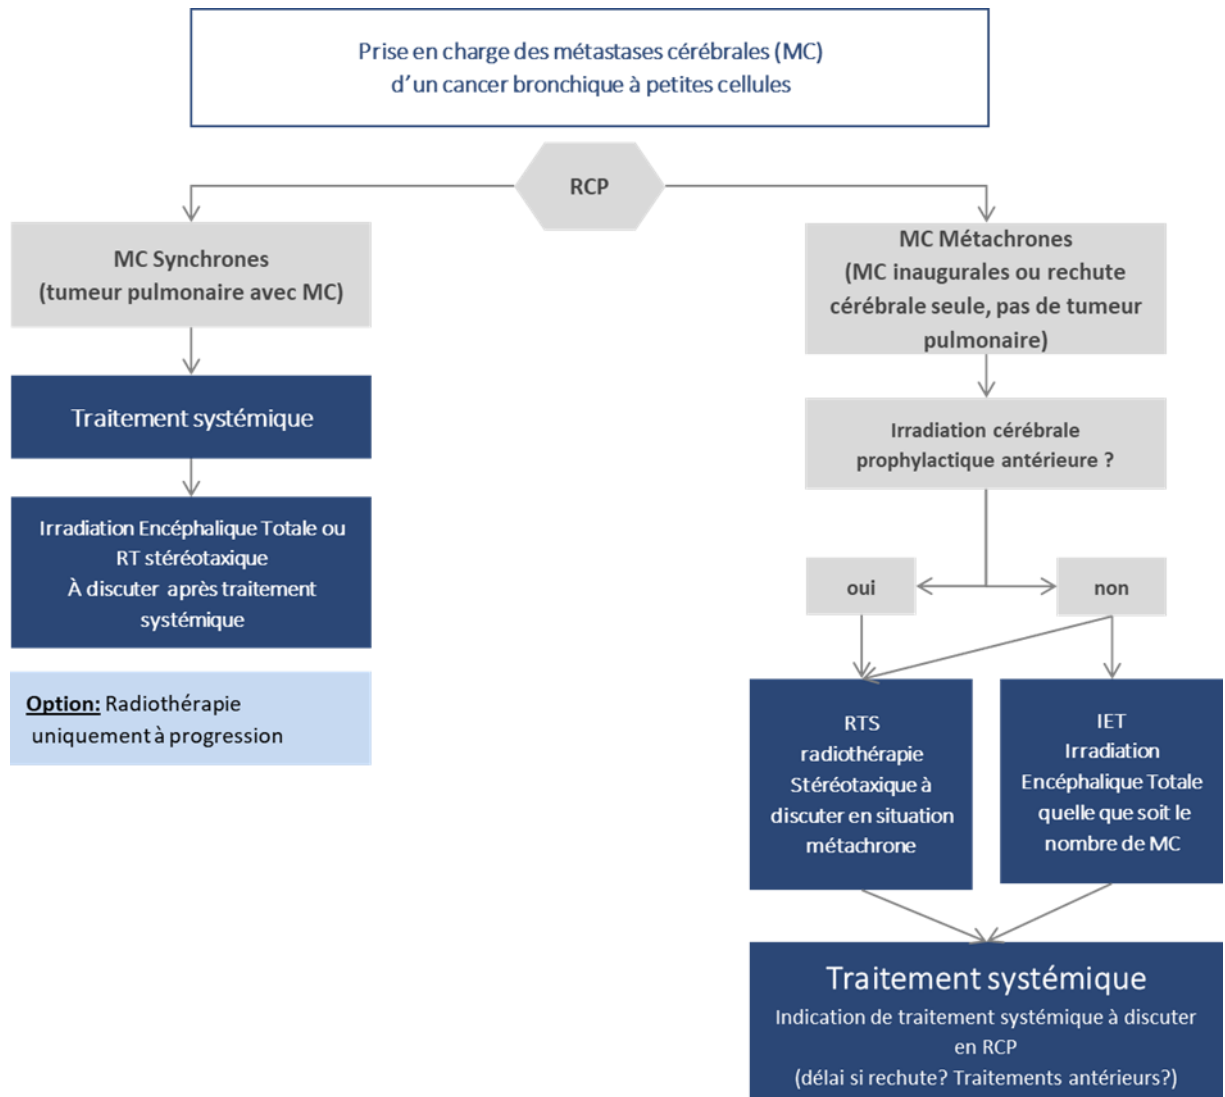 Prise en charge des métastases cérébrales (MC)
d'un cancer bronchique à petites cellules
RCP
MC Synchrones
(tumeur pulmonaire avec MC)
Traitement systémique
Irradiation Encéphalique Totale ou
RT stéréotaxique
À discuter après traitement
systémique
Option: Radiothérapie
uniquement à progression
MC Métachrones
(MC inaugurales ou rechute
cérébrale seule, pas de tumeur
pulmonaire)
Irradiation cérébrale
prophylactique antérieure ?
oui
non
RTS
radiothérapie
Stéréotaxique à
discuter en situation
métachrone
IET
Irradiation
Encéphalique Totale
quelle que soit le
nombre de MC
Traitement systémique
Indication de traitement systémique à discuter
en RCP
(délai si rechute? Traitements antérieurs?)